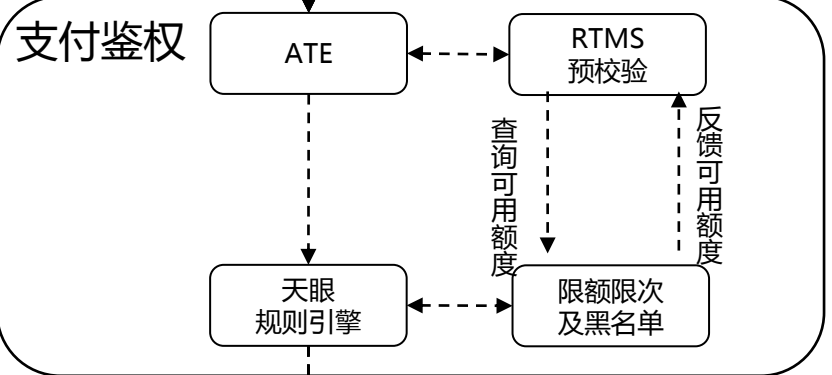 支付鉴权
ATE
RTMS
预校验
查询可用额度
反馈可用额度
天眼
规则引擎
限额限次
及黑名单